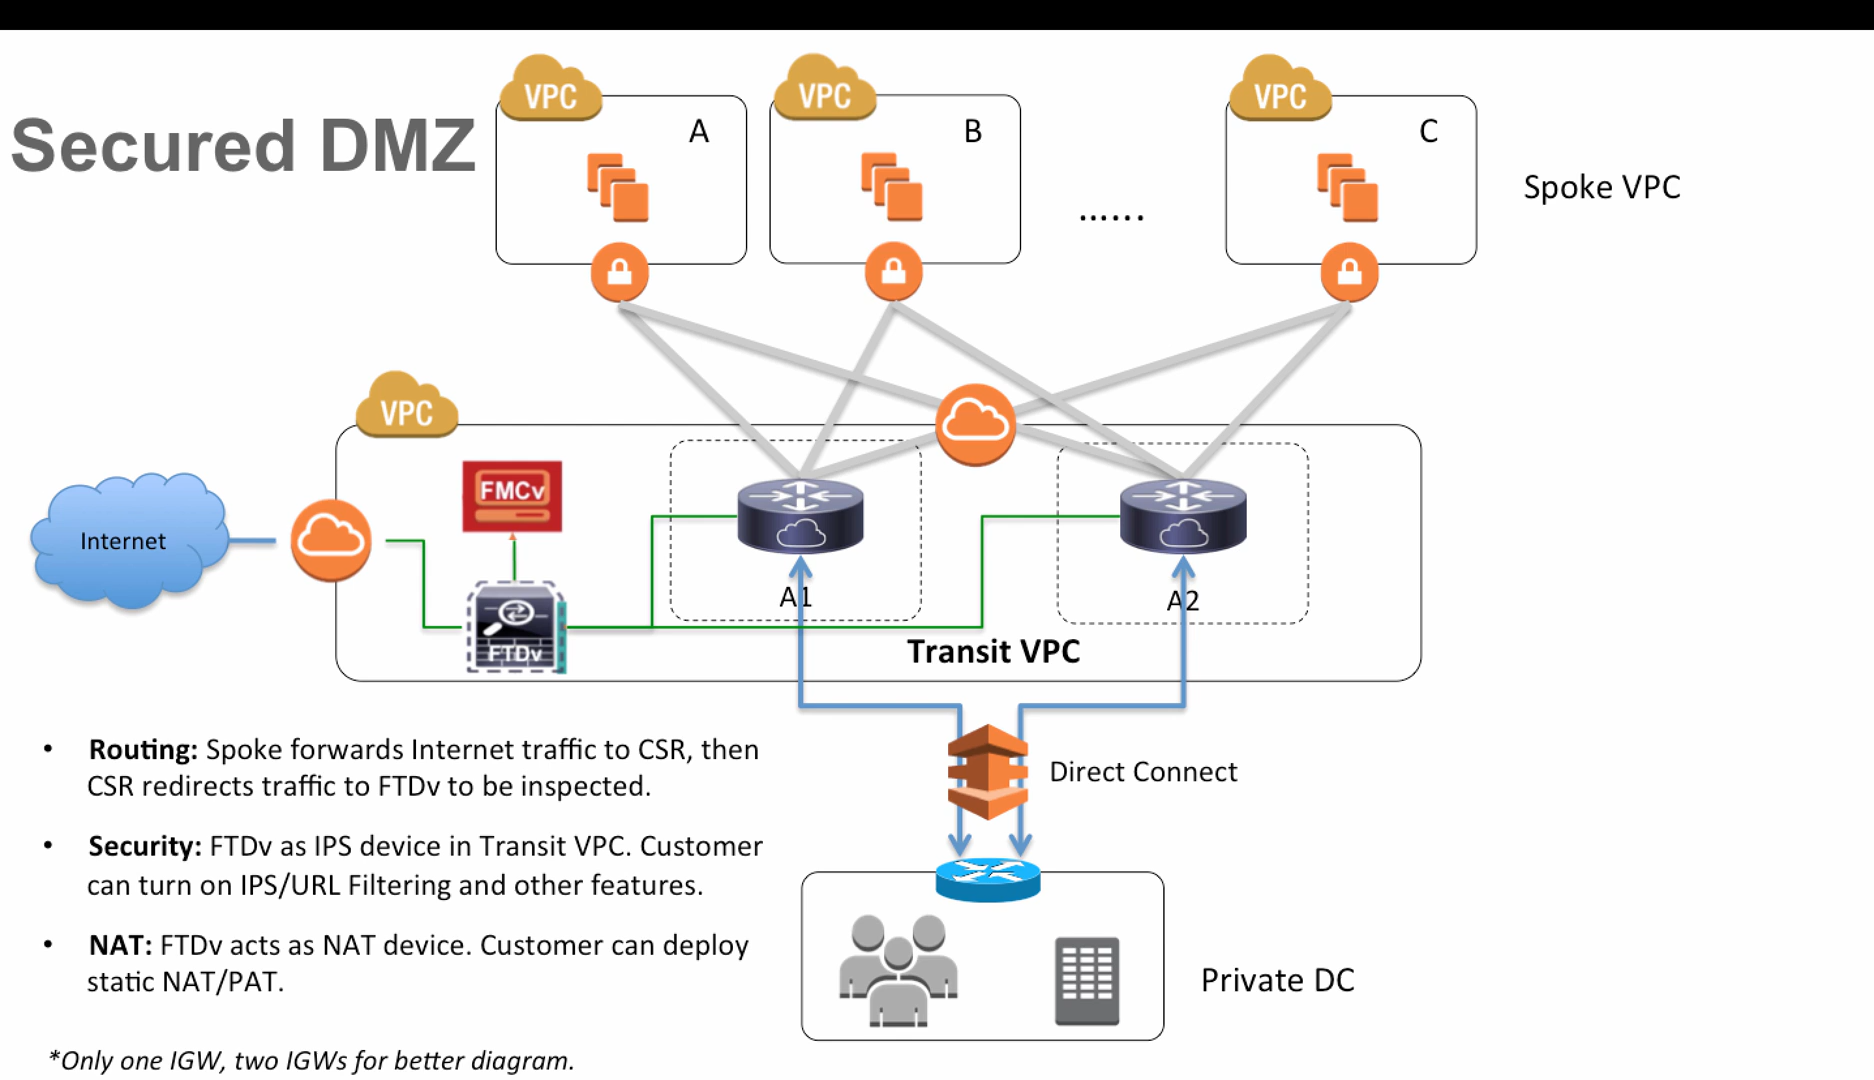 Secured DMZ
VPC
A
VPC
B
......
VPC
C
Spoke VPC
VPC
Internet
FMCv
FTDv
A1
A2
Transit VPC
Direct Connect
• Routing: Spoke forwards Internet traffic to CSR, then
CSR redirects traffic to FTDv to be inspected.
• Security: FTDv as IPS device in Transit VPC. Customer
can turn on IPS/URL Filtering and other features.
• NAT: FTDv acts as NAT device. Customer can deploy
static NAT/PAT.
Private DC
*Only one IGW, two IGWs for better diagram.